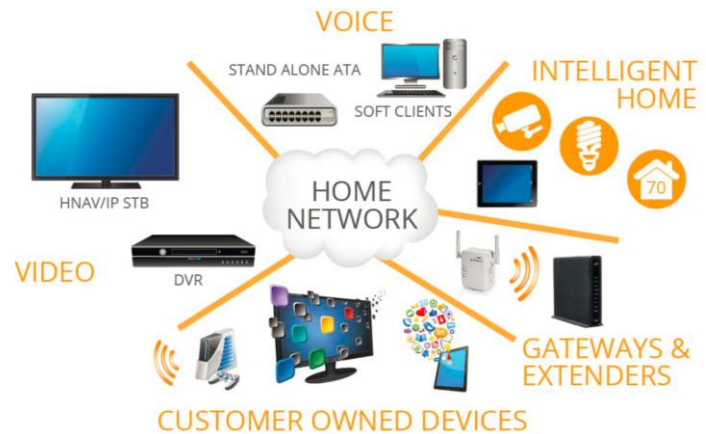 VOICE
STAND ALONE ATA
SOFT CLIENTS
INTELLIGENT
HOME
70
HNAV/IP STB
HOME
NETWORK
VIDEO
DVR
GATEWAYS &
EXTENDERS
CUSTOMER OWNED DEVICES